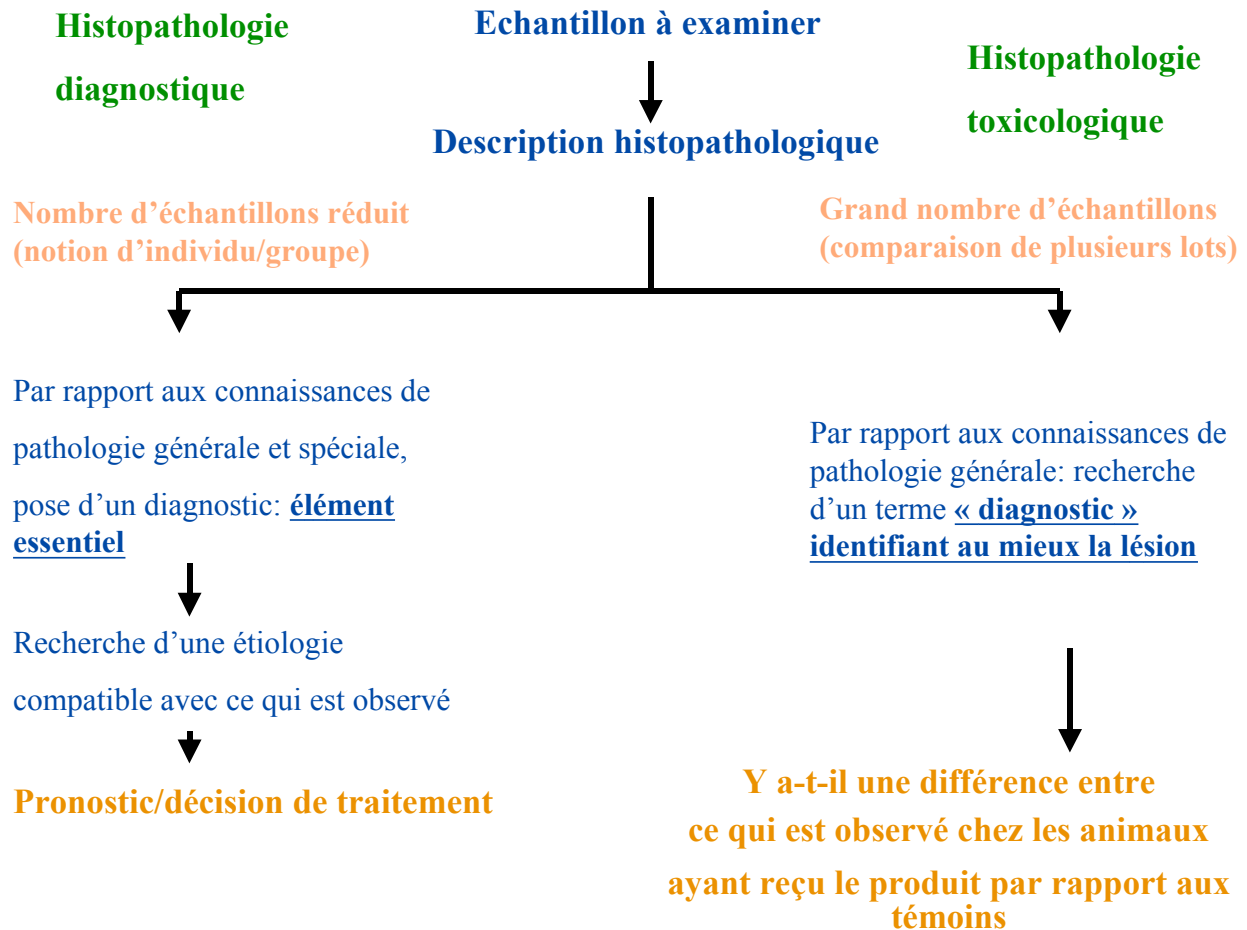 Histopathologie
diagnostique
Echantillon à examiner
Histopathologie
toxicologique
Description histopathologique
Nombre d’échantillons réduit
(notion d’individu/groupe)
Grand nombre d’échantillons
(comparaison de plusieurs lots)
Par rapport aux connaissances de
pathologie générale et spéciale,
pose d’un diagnostic: élément
essentiel
Recherche d’une étiologie
compatible avec ce qui est observé
Pronostic/décision de traitement
Par rapport aux connaissances de
pathologie générale: recherche
d’un terme « diagnostic »
identifiant au mieux la lésion
Y a-t-il une différence entre
ce qui est observé chez les animaux
ayant reçu le produit par rapport aux
témoins